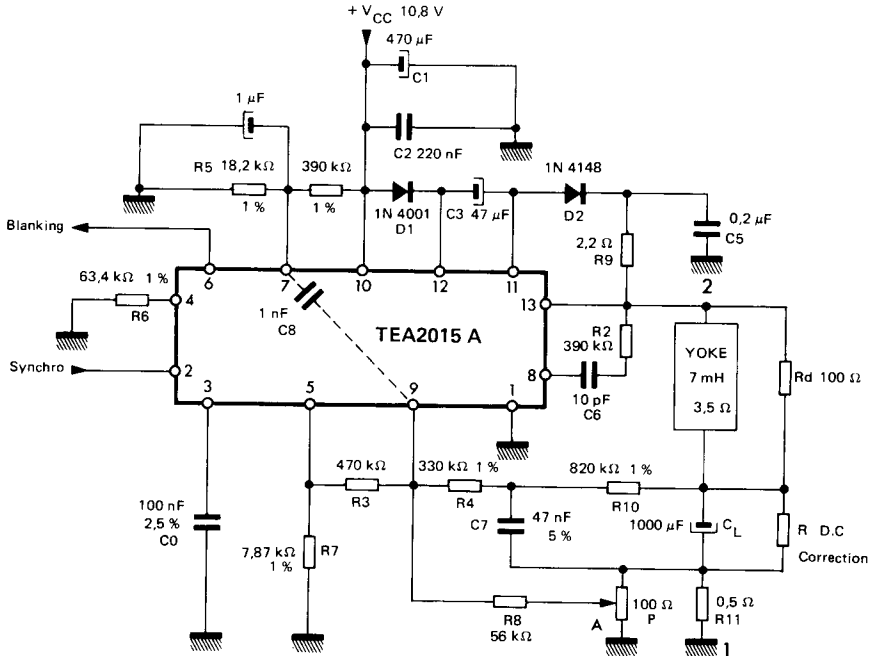 + VCC 10,8 V
470 µF
C1
1 µF
C2 220 nF
R5
18,2 kΩ
1 %
390 kΩ
1 %
1N 4001
D1
C3
47 µF
1N 4148
D2
0,2 µF
C5
2,2 Ω
R9
2
Blanking
6
7
10
12
11
63,4 kΩ 1 %
R6
4
1 nF
C8
TEA2015 A
13
R2
390 kΩ
YOKE
7 mH
3,5 Ω
Rd 100 Ω
Synchro
2
8
10 pF
C6
3
5
9
1
470 kΩ
R3
330 kΩ 1 %
R4
820 kΩ 1 %
R10
100 nF
2,5 %
C0
7,87 kΩ
1 %
R7
C7
47 nF
5 %
1000 µF
CL
R D.C
Correction
R8
56 kΩ
A
100 Ω
P
0,5 Ω
R11
1